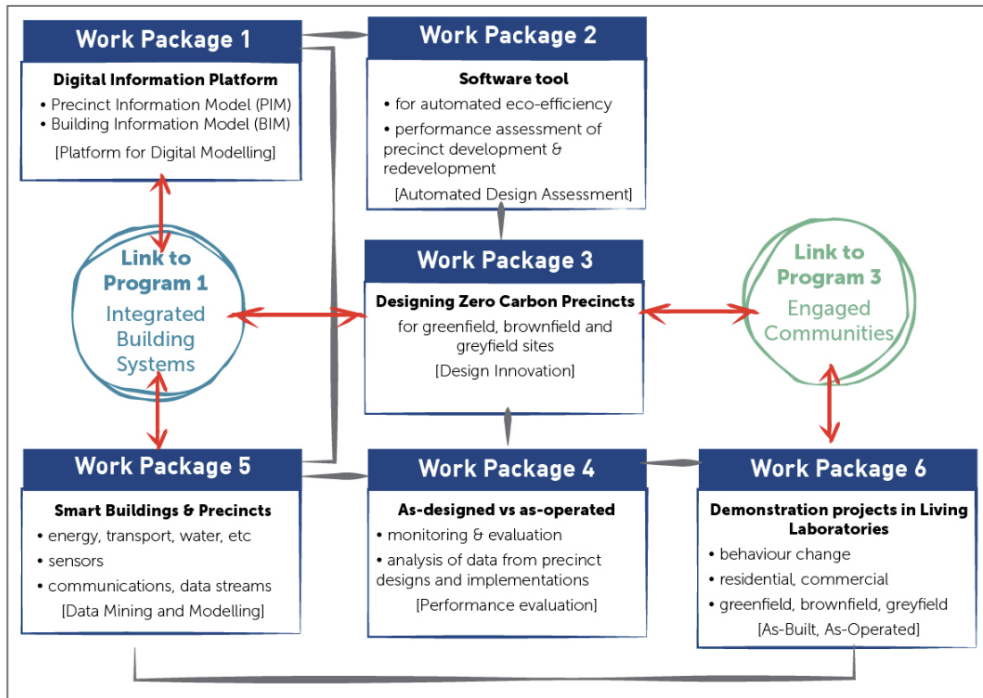 Work Package 1
Digital Information Platform
• Precinct Information Model (PIM)
• Building Information Model (BIM)
[Platform for Digital Modelling]
Work Package 2
Software tool
• for automated eco-efficiency
• performance assessment of
precinct development &
redevelopment
[Automated Design Assessment]
Link to
Program 1
Integrated
Building
Systems
Work Package 3
Designing Zero Carbon Precincts
for greenfield, brownfield and
greyfield sites
[Design Innovation]
Link to
Program 3
Engaged
Communities
Work Package 5
Smart Buildings & Precincts
• energy, transport, water, etc
• sensors
• communications, data streams
[Data Mining and Modelling]
Work Package 4
As-designed vs as-operated
• monitoring & evaluation
• analysis of data from precinct
designs and implementations
[Performance evaluation]
Work Package 6
Demonstration projects in Living
Laboratories
• behaviour change
• residential, commercial
• greenfield, brownfield, greyfield
[As-Built, As-Operated]